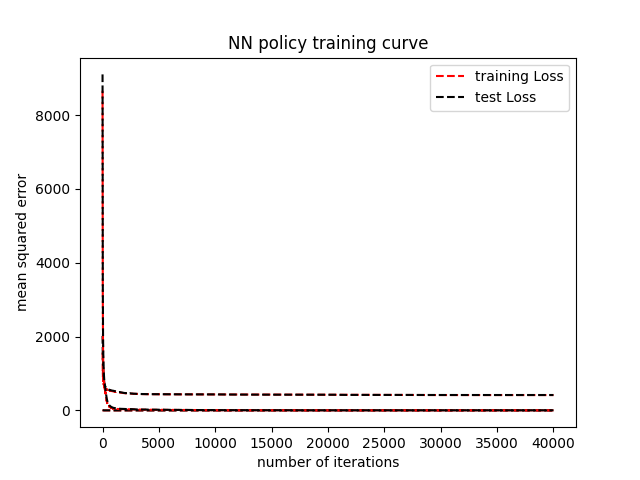 NN policy training curve
training Loss
test Loss
8000
6000
4000
2000
0
mean squared error
0 5000 10000 15000 20000 25000 30000 35000 40000
number of iterations